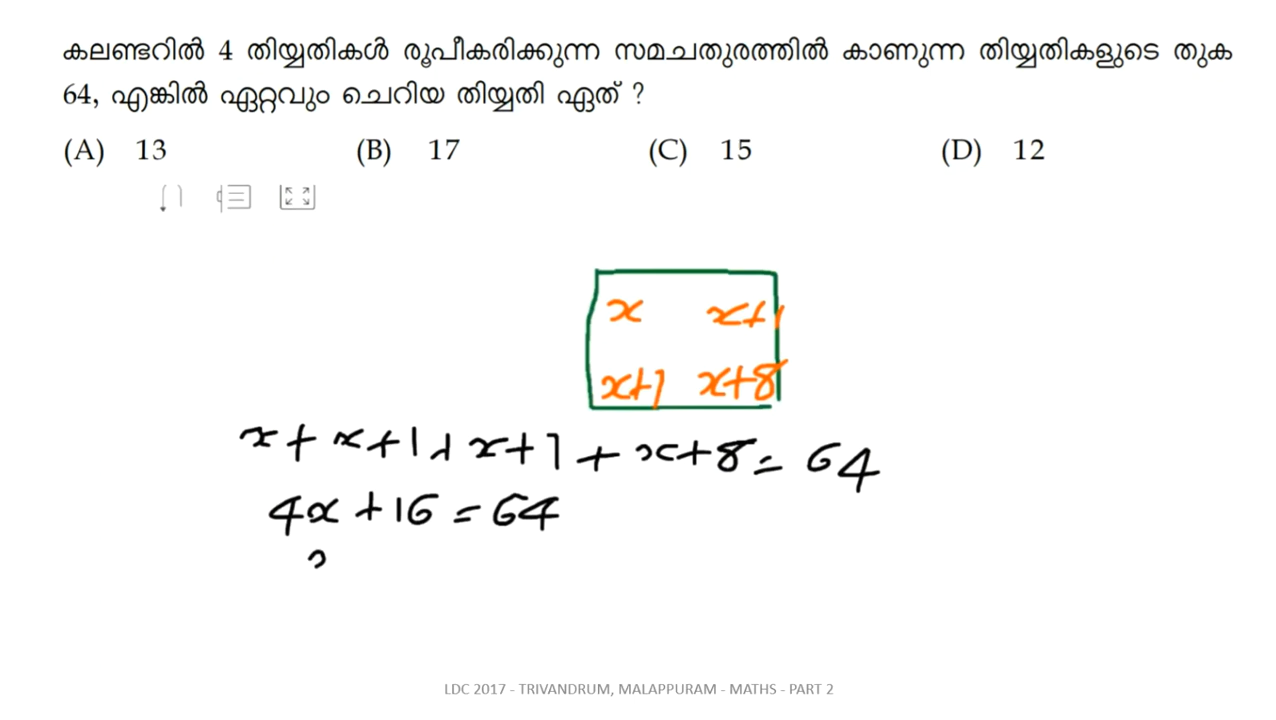 കലണ്ടറിൽ 4 തിയ്യതികൾ രൂപീകരിക്കുന്ന സമചതുരത്തിൽ കാണുന്ന തിയ്യതികളുടെ തുക
64, എങ്കിൽ ഏറ്റവും ചെറിയ തിയ്യതി ഏത് ?
(A) 13 (B) 17 (C) 15 (D) 12
x x+1
x+7 x+8
x + x+1 + x+7 + x+8 = 64
4x + 16 = 64
LDC 2017 - TRIVANDRUM, MALAPPURAM - MATHS - PART 2